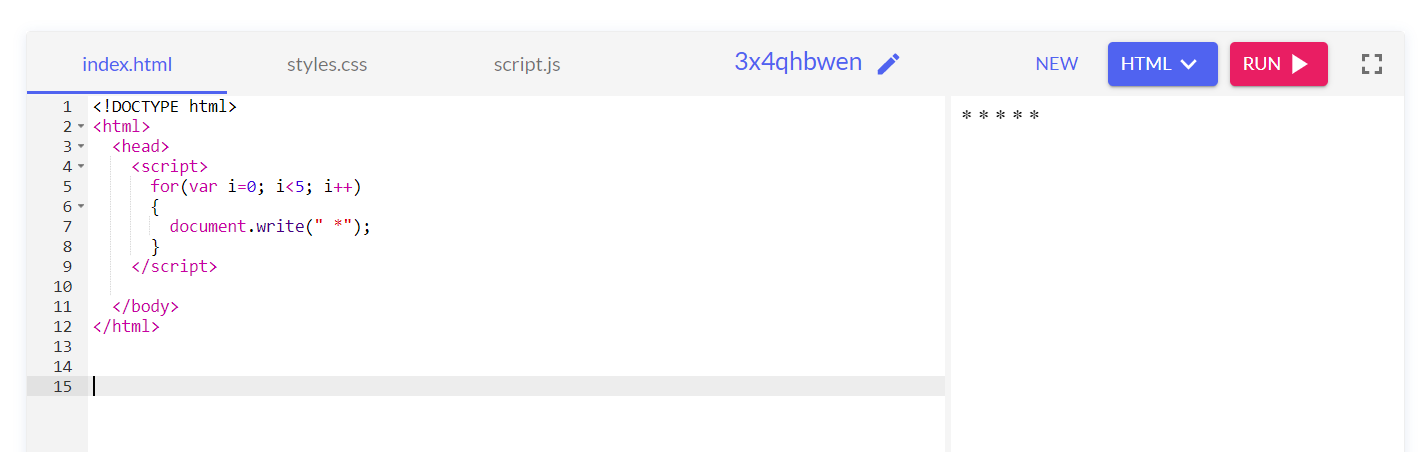 index.html styles.css script.js 3x4qhbwen NEW HTML RUN
1 <!DOCTYPE html>
2 <html>
3 <head>
4 <script>
5 for(var i=0; i<5; i++)
6 {
7 document.write(" *");
8 }
9 </script>
10
11 </body>
12 </html>
13
14
15
* * * * *